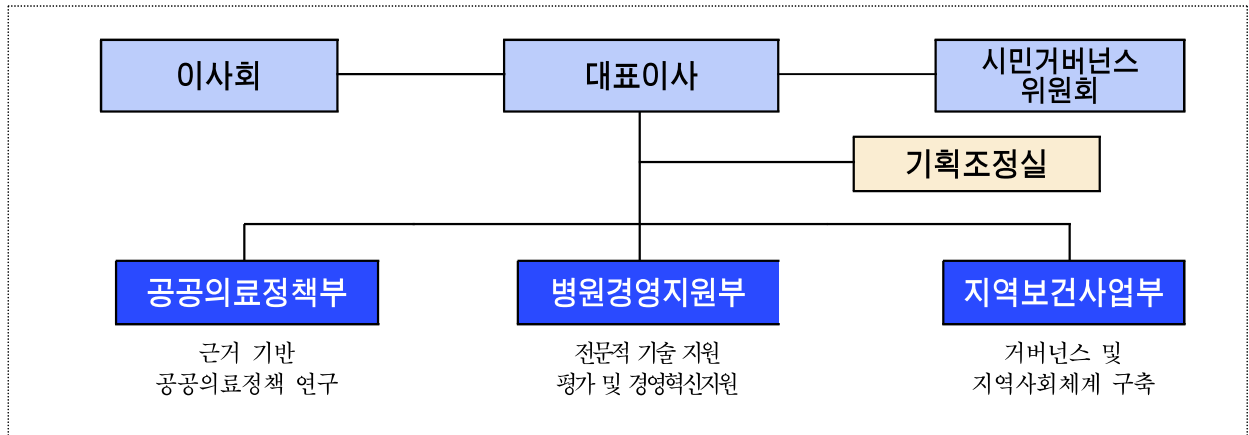 이사회
대표이사
시민거버넌스
위원회
기획조정실
공공의료정책부
병원경영지원부
지역보건사업부
근거 기반
공공의료정책 연구
전문적 기술 지원
평가 및 경영혁신지원
거버넌스 및
지역사회체계 구축